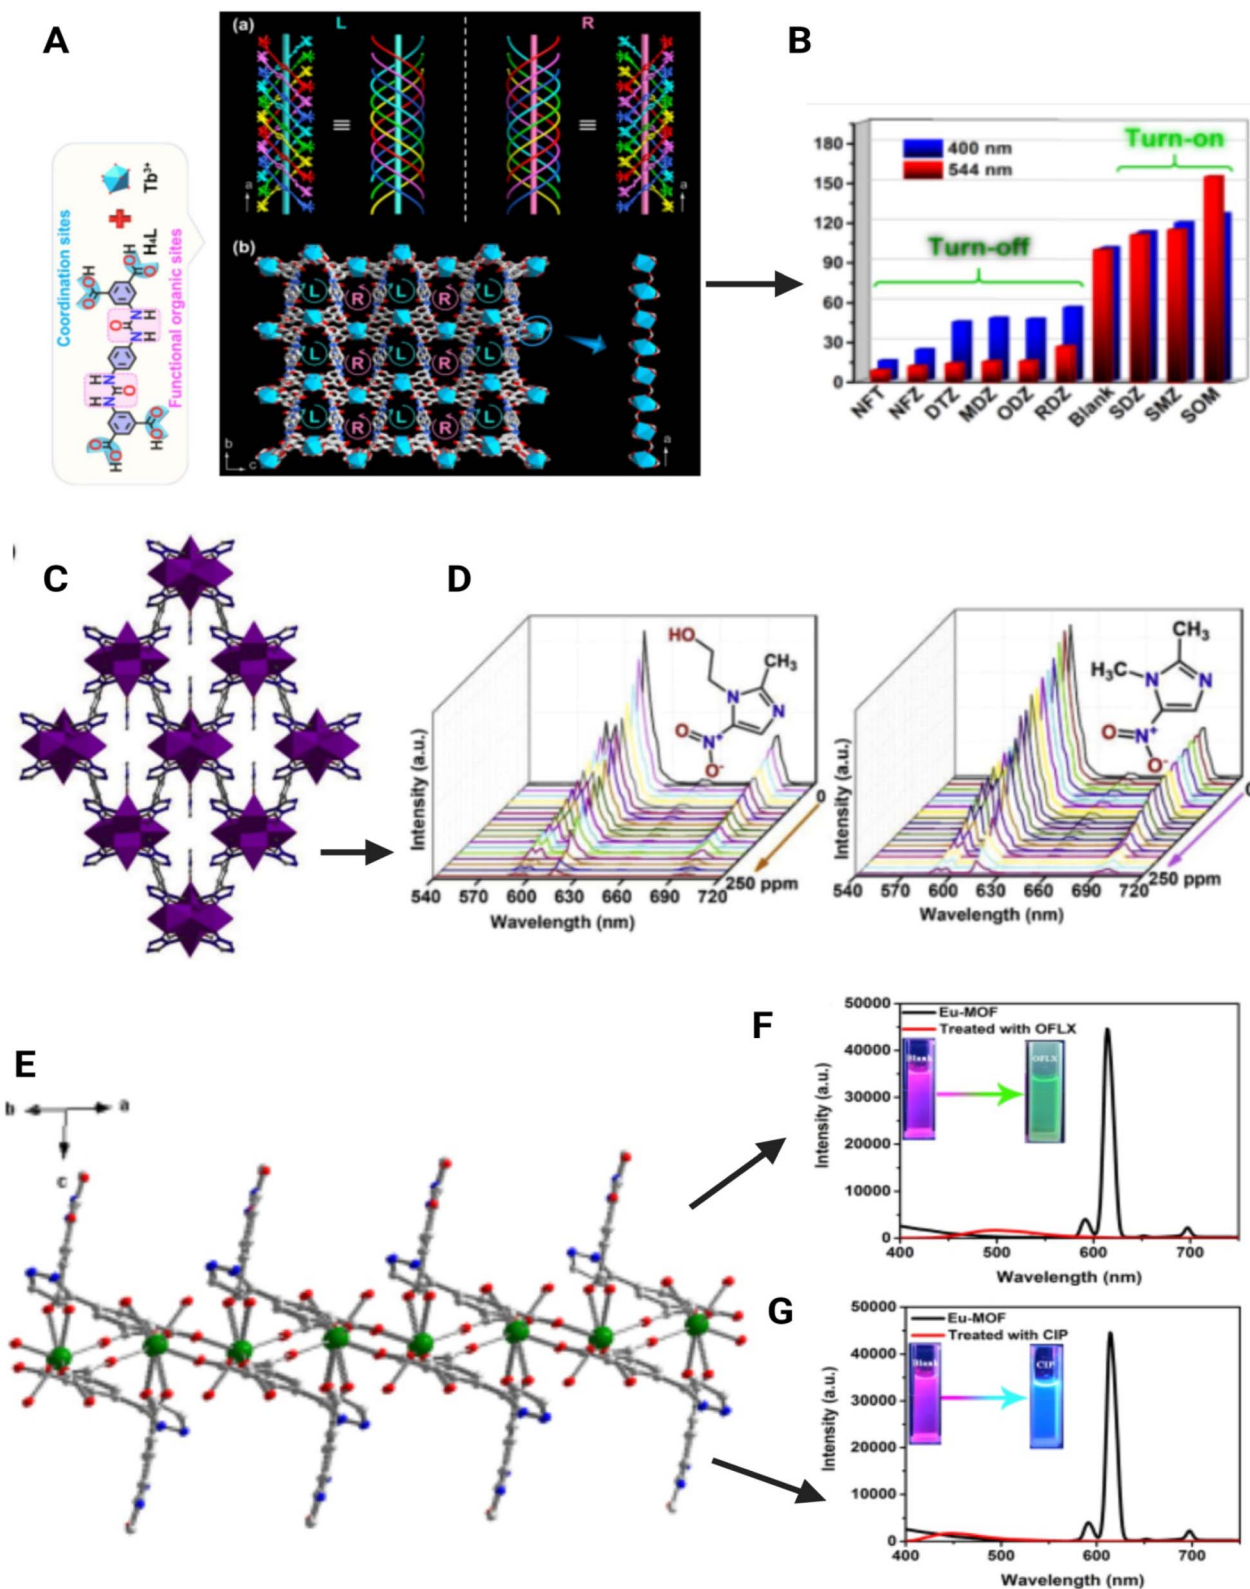 A
(a)
L
R
≡
≡
a
a
Coordination sites
Functional organic sites
H₄L
Tb³⁺
O
OH
O
OH
H
H
N
N
O
H
H
N
N
O
O
OH
O
OH
(b)
L R L R L
L R L R L
L R L R L
b
c
a
B
180
150
120
90
60
30
0
400 nm
544 nm
Turn-on
Turn-off
NFT NFZ DTZ MDZ ODZ RDZ Blank SDZ SMZ SOM
C
D
Intensity (a.u.)
HO
CH₃
N
N
O
N⁺
O⁻
0
250 ppm
540 570 600 630 660 690 720
Wavelength (nm)
Intensity (a.u.)
CH₃
H₃C
N
N
O
N⁺
O⁻
250 ppm
540 570 600 630 660 690 720
Wavelength (nm)
E
b
a
c
F
50000
40000
30000
20000
10000
0
Intensity (a.u.)
Eu-MOF
Treated with OFLX
Blank
OFLX
400 500 600 700
Wavelength (nm)
G
50000
40000
30000
20000
10000
0
Intensity (a.u.)
Eu-MOF
Treated with CIP
Blank
CIP
400 500 600 700
Wavelength (nm)